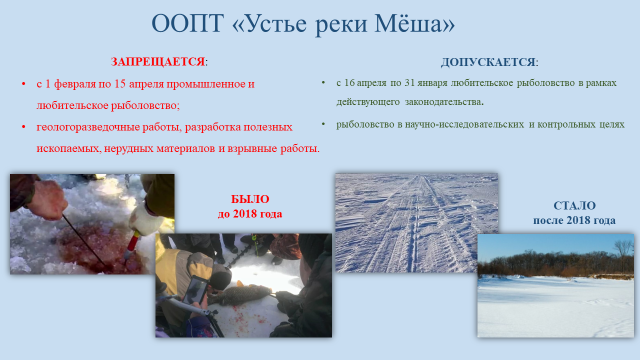 ООПТ «Устье реки Мёша»
ЗАПРЕЩАЕТСЯ:
• с 1 февраля по 15 апреля промышленное и
любительское рыболовство;
• геологоразведочные работы, разработка полезных
ископаемых, нерудных материалов и взрывные работы.
ДОПУСКАЕТСЯ:
• с 16 апреля по 31 января любительское рыболовство в рамках
действующего законодательства.
• рыболовство в научно-исследовательских и контрольных целях
БЫЛО
до 2018 года
СТАЛО
после 2018 года